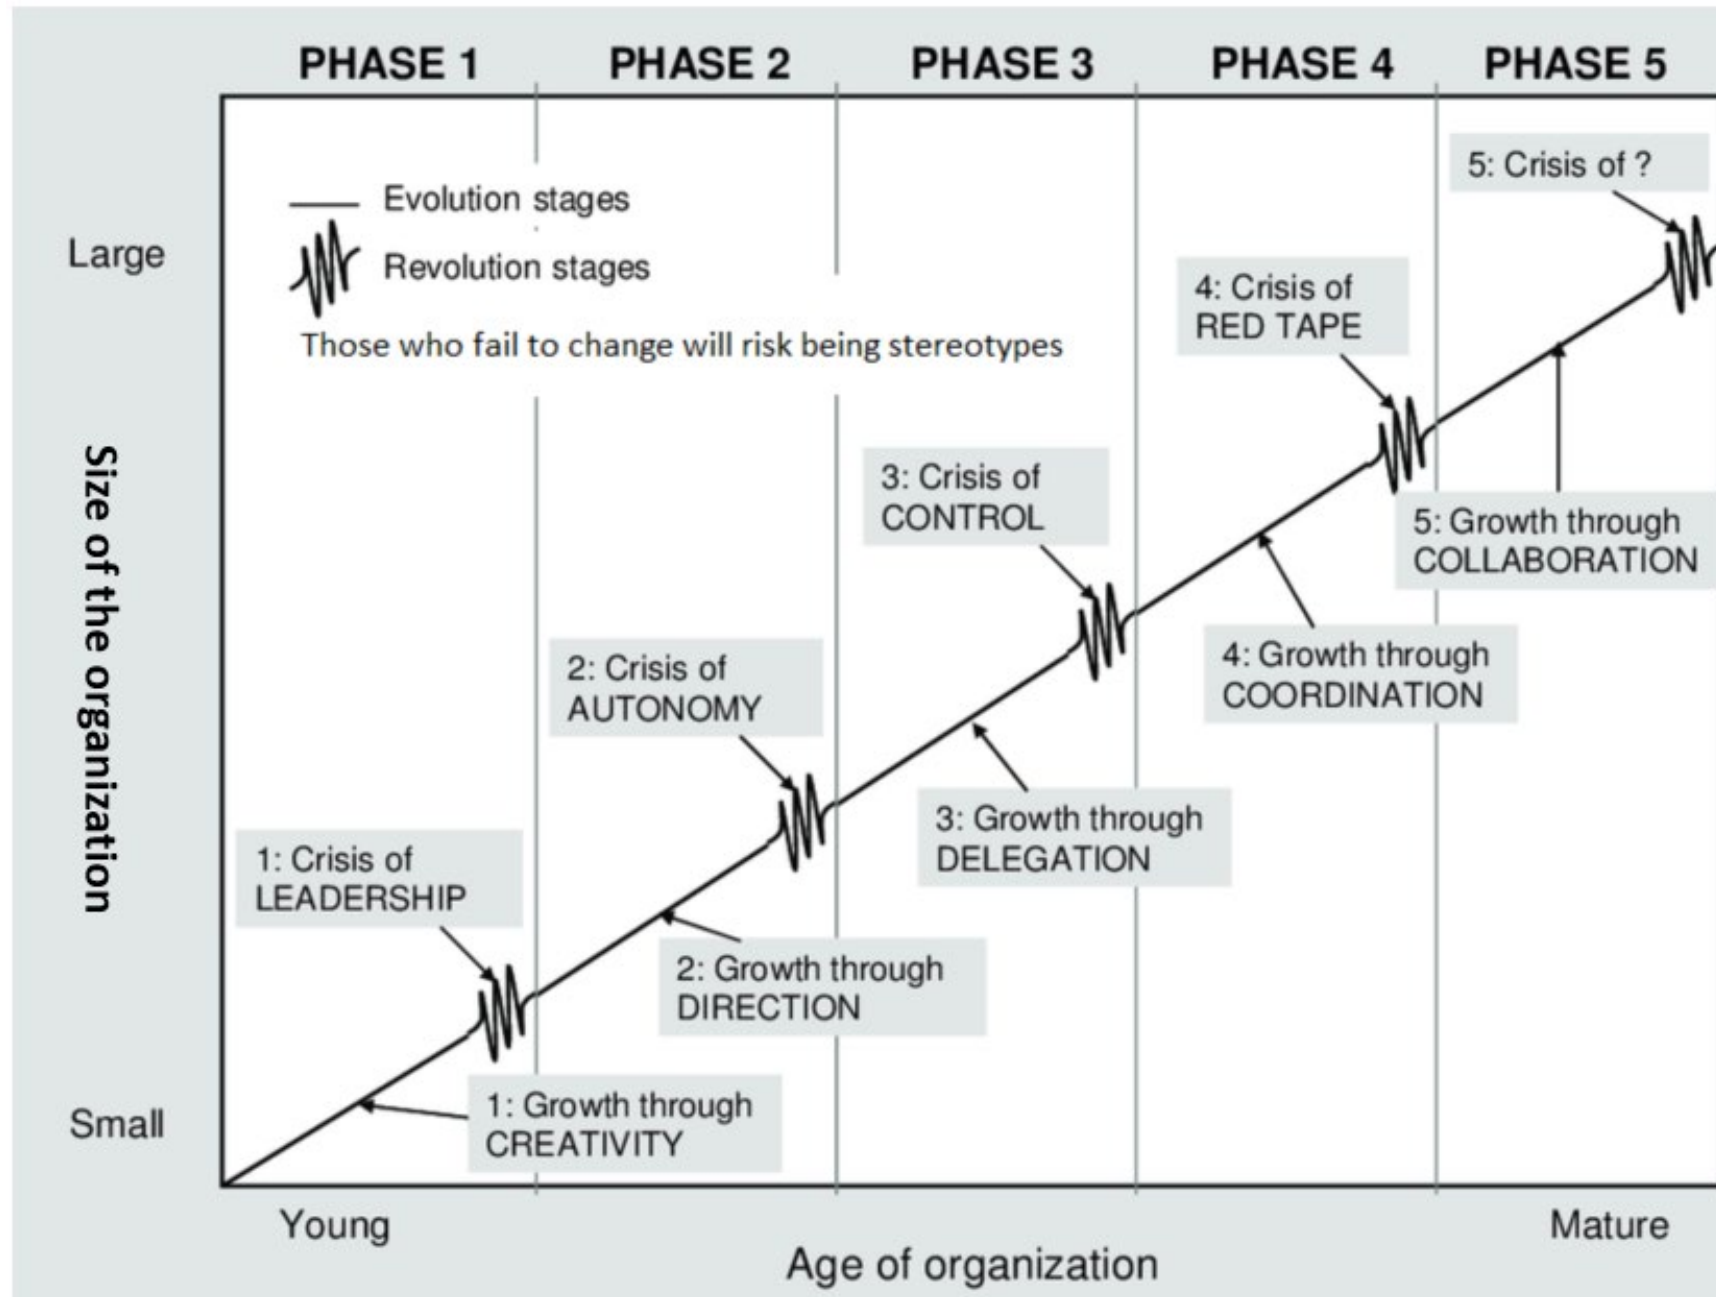 PHASE 1
PHASE 2
PHASE 3
PHASE 4
PHASE 5
Evolution stages
Revolution stages
Those who fail to change will risk being stereotypes
Large
Size of the organization
Small
1: Crisis of
LEADERSHIP
1: Growth through
CREATIVITY
2: Crisis of
AUTONOMY
2: Growth through
DIRECTION
3: Crisis of
CONTROL
3: Growth through
DELEGATION
4: Crisis of
RED TAPE
4: Growth through
COORDINATION
5: Crisis of ?
5: Growth through
COLLABORATION
Young
Mature
Age of organization